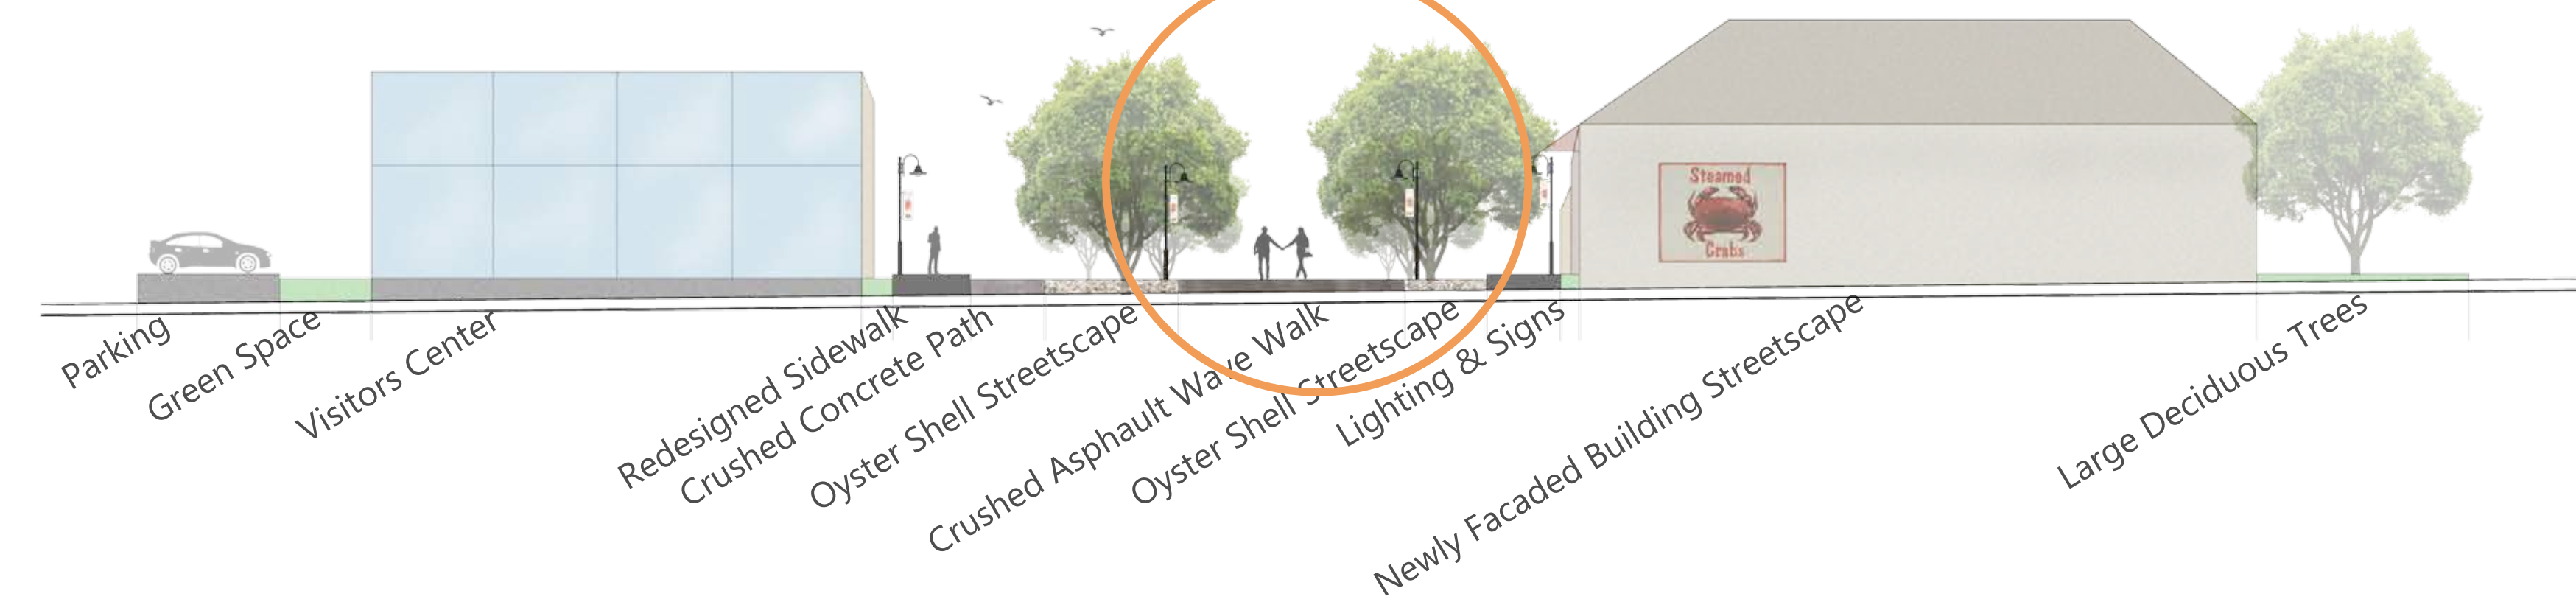 Steamed
Crabs
Parking
Green Space
Visitors Center
Redesigned Sidewalk
Crushed Concrete Path
Oyster Shell Streetscape
Crushed Asphault Wave Walk
Oyster Shell Streetscape
Lighting & Signs
Newly Facaded Building Streetscape
Large Deciduous Trees